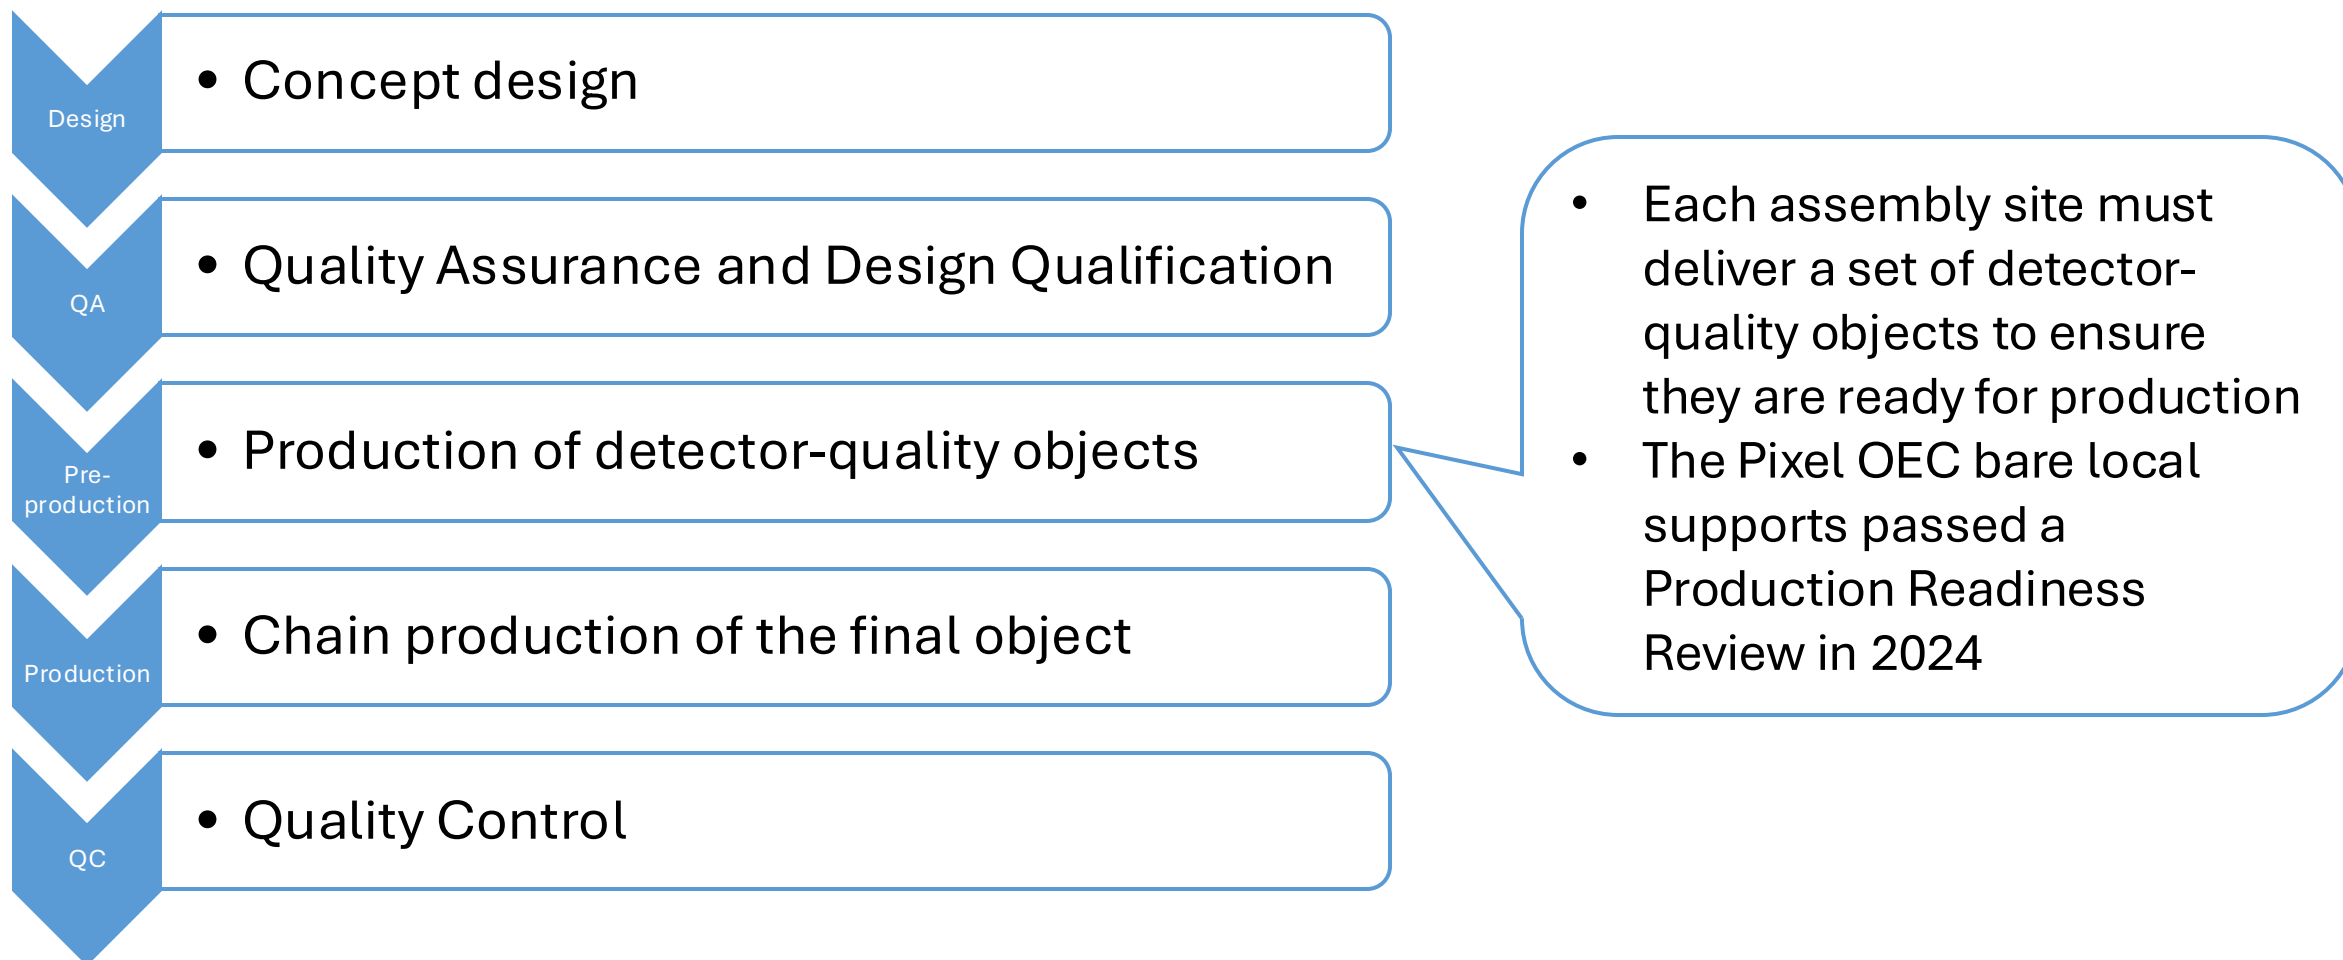 Design
• Concept design
QA
• Quality Assurance and Design Qualification
Pre-
production
• Production of detector-quality objects
Production
• Chain production of the final object
QC
• Quality Control
• Each assembly site must
deliver a set of detector-
quality objects to ensure
they are ready for production
• The Pixel OEC bare local
supports passed a
Production Readiness
Review in 2024